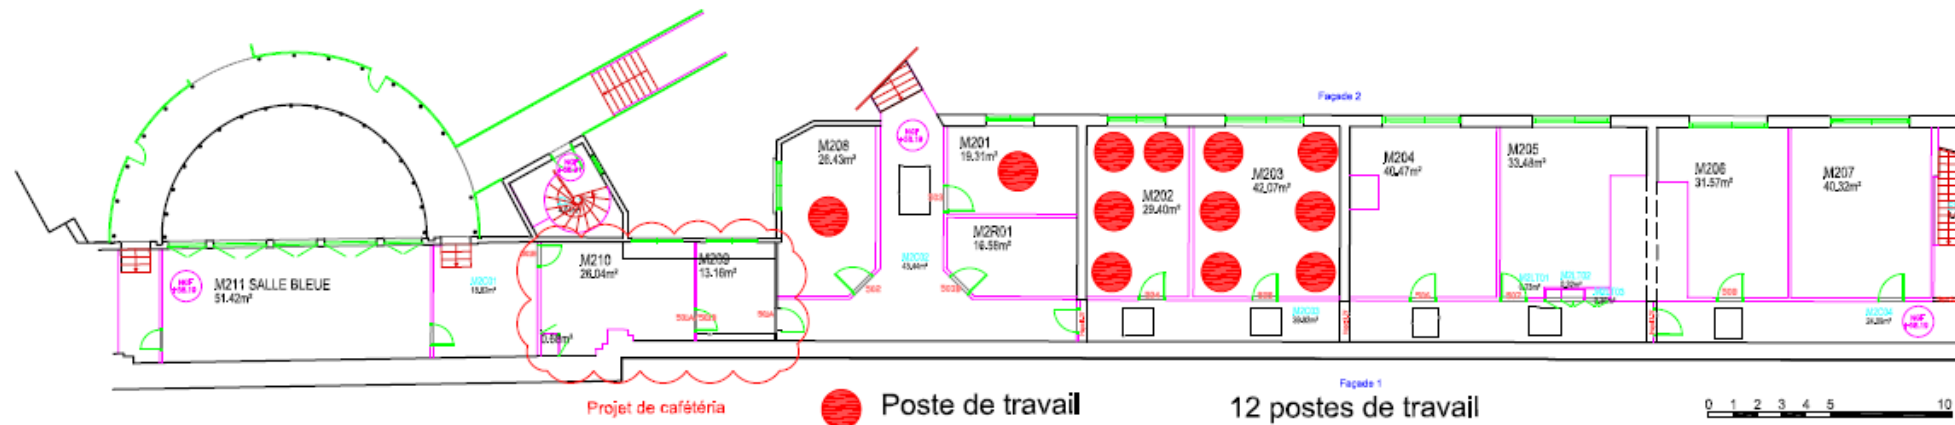 Façade 2
M208
26.43m²
M201
19.31m²
M202
29.40m²
M203
42.07m²
M204
40.47m²
M205
33.48m²
M206
31.57m²
M207
40.32m²
M2R01
16.58m²
M211 SALLE BLEUE
51.42m²
M210
26.04m²
M209
13.16m²
0.68m²
Façade 1
Projet de cafétéria
Poste de travail
12 postes de travail
0 1 2 3 4 5 10